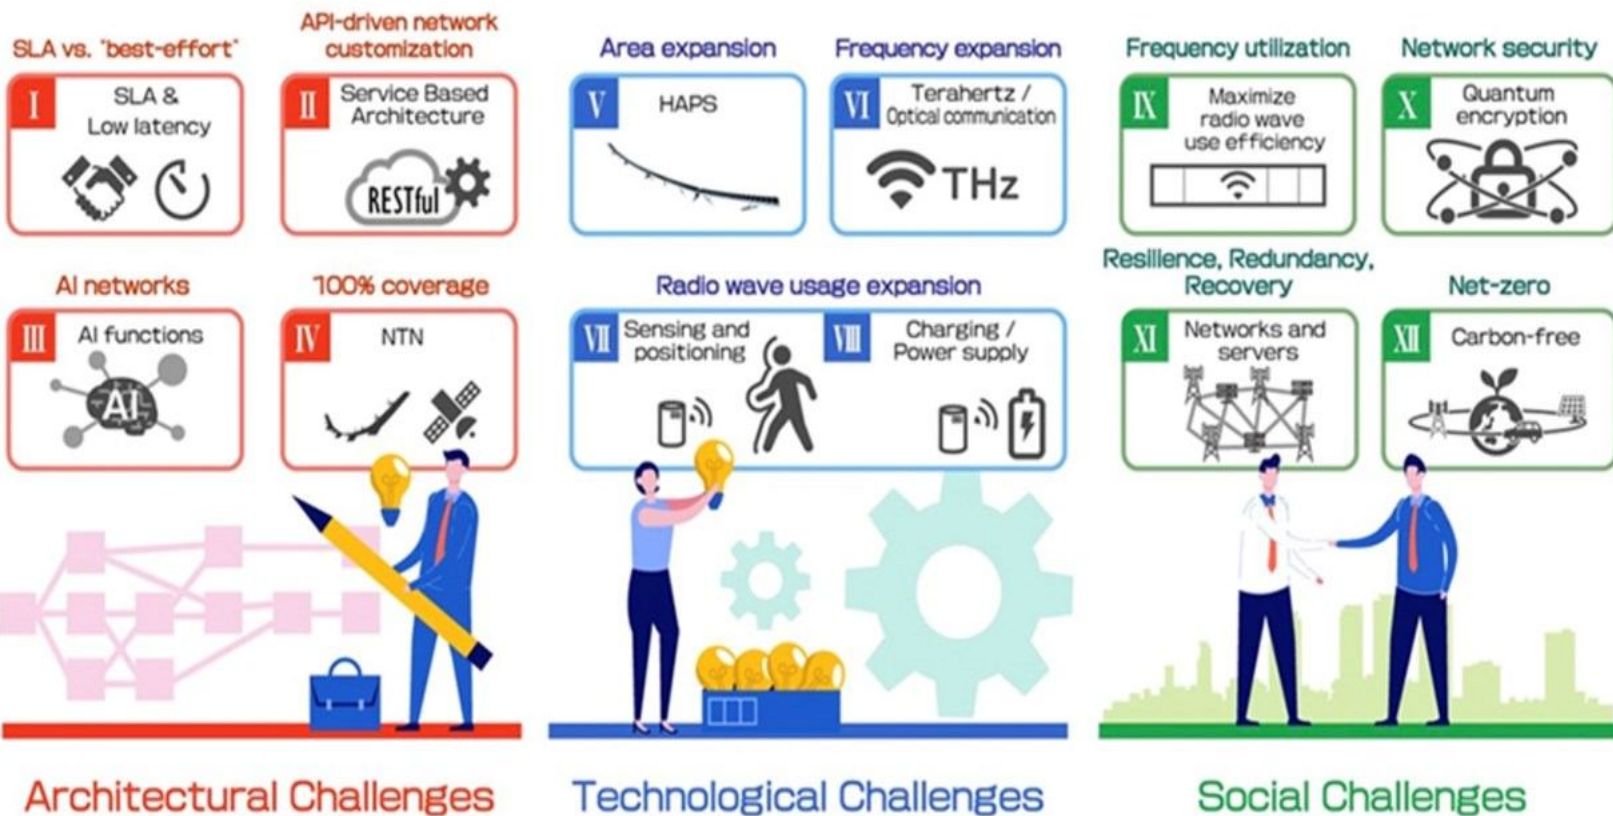 SLA vs. "best-effort"
I
SLA &
Low latency
API-driven network
customization
II
Service Based
Architecture
RESTful
AI networks
III
AI functions
AI
100% coverage
IV
NTN
Architectural Challenges
Area expansion
V
HAPS
Frequency expansion
VI
Terahertz /
Optical communication
THz
Radio wave usage expansion
VII
Sensing and
positioning
VIII
Charging /
Power supply
Technological Challenges
Frequency utilization
IX
Maximize
radio wave
use efficiency
Network security
X
Quantum
encryption
Resilience, Redundancy,
Recovery
XI
Networks and
servers
Net-zero
XII
Carbon-free
Social Challenges